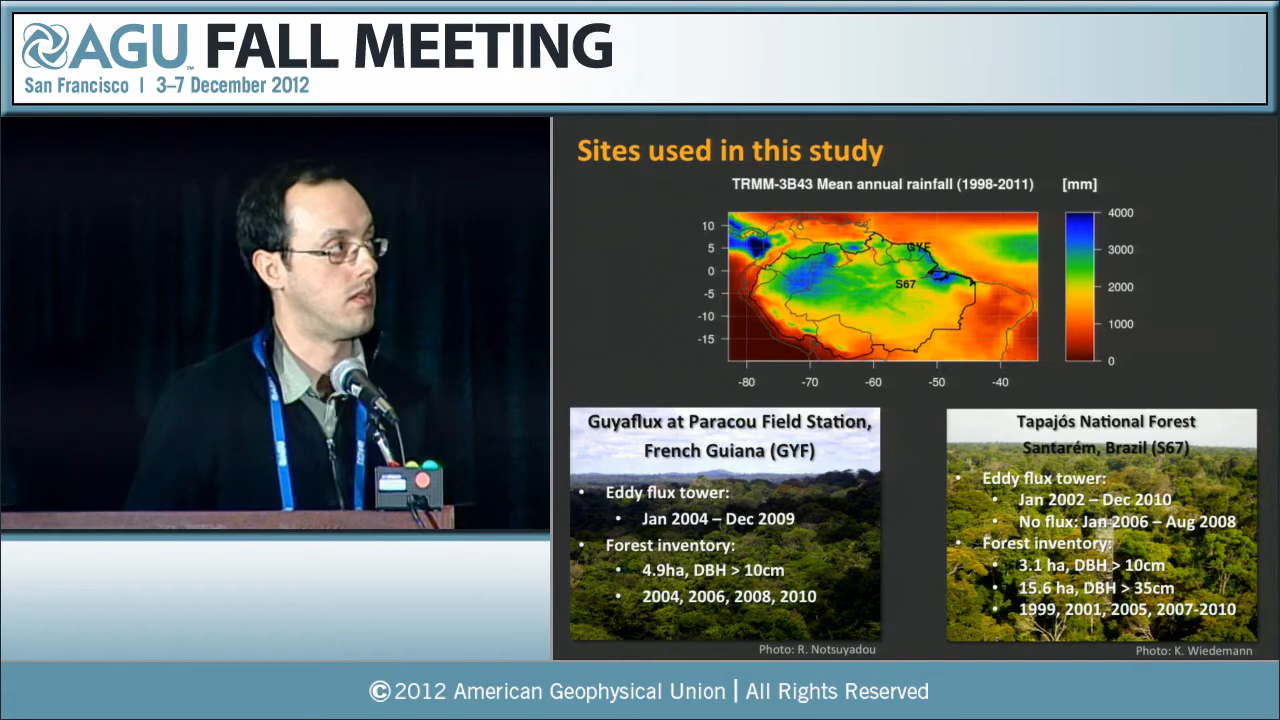 AGU™ FALL MEETING
San Francisco | 3–7 December 2012
Sites used in this study
TRMM-3B43 Mean annual rainfall (1998-2011) [mm]
10
5
0
-5
-10
-15
-80 -70 -60 -50 -40
GYF
S67
4000
3000
2000
1000
0
Guyaflux at Paracou Field Station,
French Guiana (GYF)
• Eddy flux tower:
• Jan 2004 – Dec 2009
• Forest inventory:
• 4.9ha, DBH > 10cm
• 2004, 2006, 2008, 2010
Photo: R. Notsuyadou
Tapajós National Forest
Santarém, Brazil (S67)
• Eddy flux tower:
• Jan 2002 – Dec 2010
• No flux: Jan 2006 – Aug 2008
• Forest inventory:
• 3.1 ha, DBH > 10cm
• 15.6 ha, DBH > 35cm
• 1999, 2001, 2005, 2007-2010
Photo: K. Wiedemann
©2012 American Geophysical Union | All Rights Reserved